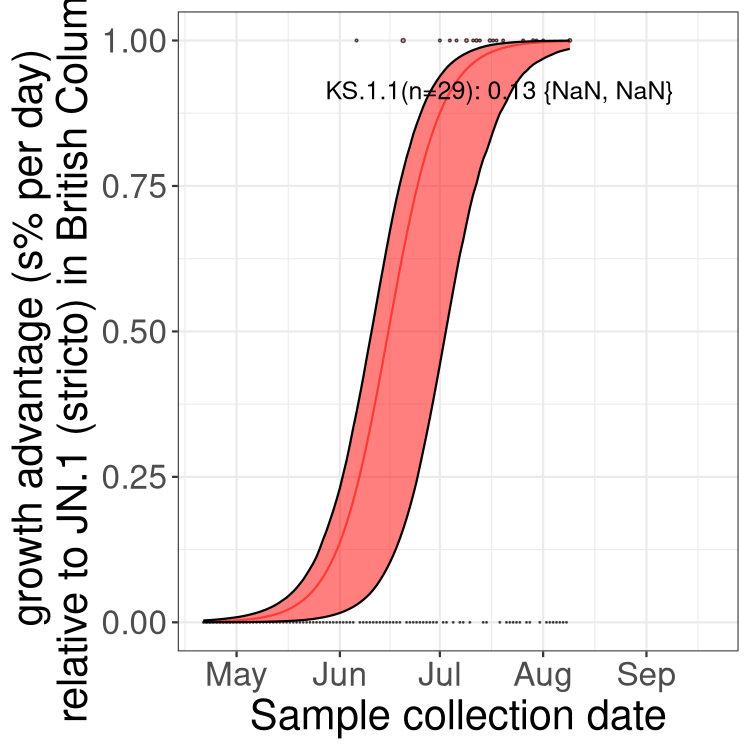 growth advantage (s% per day)
relative to JN.1 (stricto) in British Colum
1.00
0.75
0.50
0.25
0.00
KS.1.1(n=29): 0.13 {NaN, NaN}
May Jun Jul Aug Sep
Sample collection date